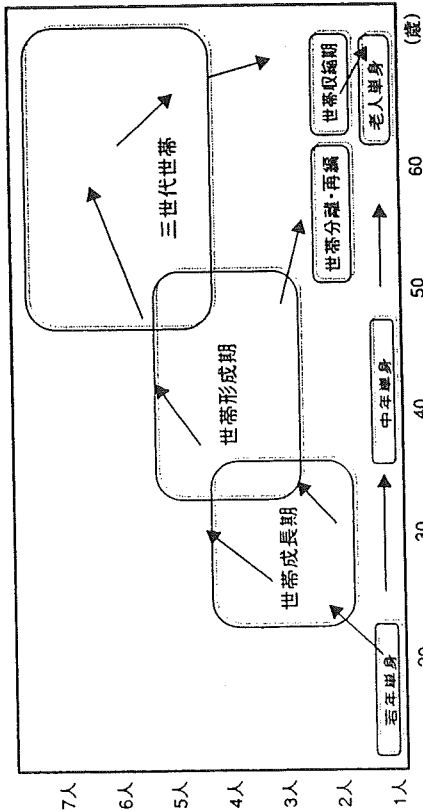 7人
6人
5人
4人
3人
2人
1人
三世代世帯
世帯形成期
世帯成長期
世帯分離・再編
世帯収縮期
老人単身
中年単身
若年単身
20
30
40
50
60
(歳)